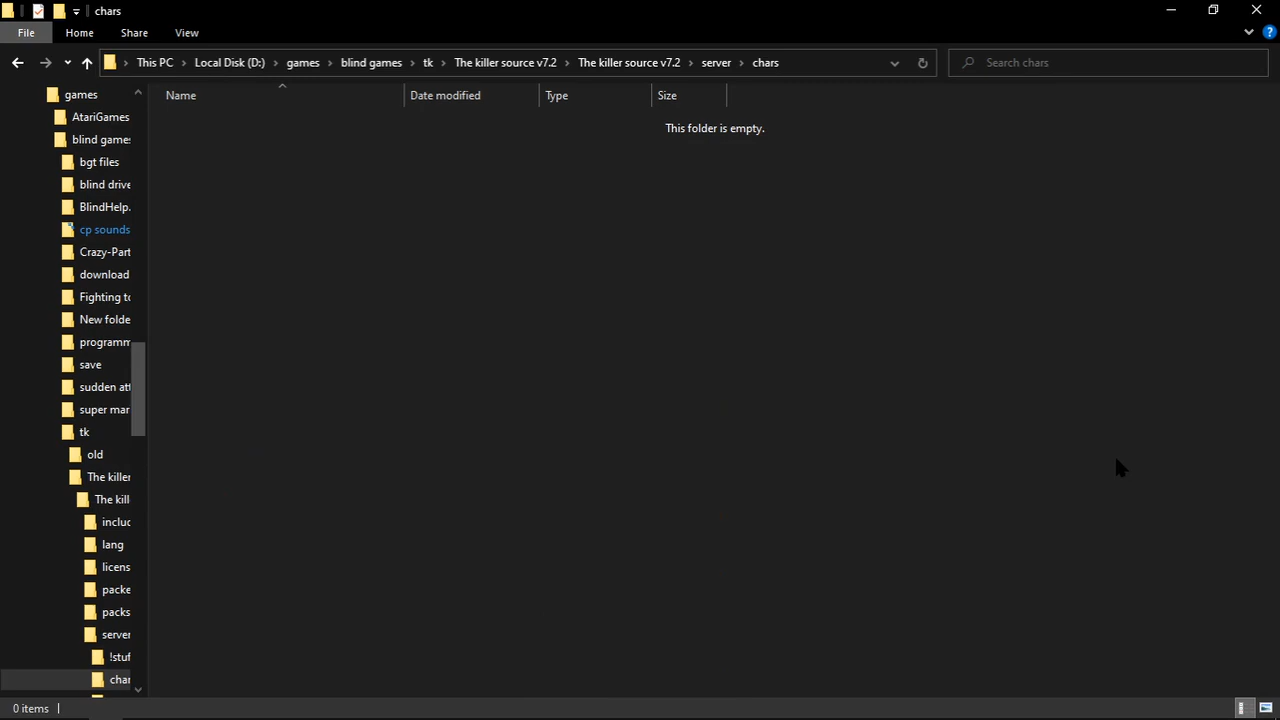 chars
File Home Share View
This PC Local Disk (D:) games blind games tk The killer source v7.2 The killer source v7.2 server chars
Search chars
Name Date modified Type Size
This folder is empty.
games
AtariGames
blind games
bgt files
blind drive
BlindHelp.
cp sounds
Crazy-Part
download
Fighting to
New folde
programm
save
sudden att
super mar
tk
old
The killer
The kill
includ
lang
licens
packe
packs
server
!stuf
char
0 items